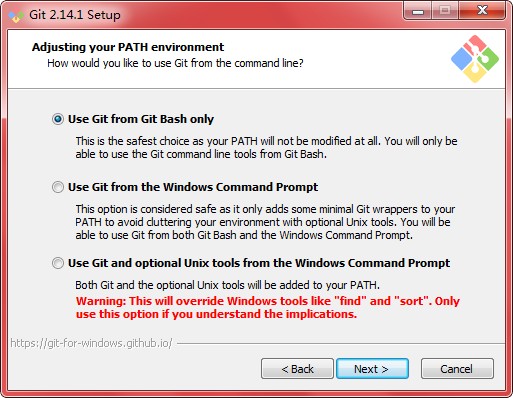 Git 2.14.1 Setup
Adjusting your PATH environment
How would you like to use Git from the command line?
Use Git from Git Bash only
This is the safest choice as your PATH will not be modified at all. You will only be
able to use the Git command line tools from Git Bash.
Use Git from the Windows Command Prompt
This option is considered safe as it only adds some minimal Git wrappers to your
PATH to avoid cluttering your environment with optional Unix tools. You will be
able to use Git from both Git Bash and the Windows Command Prompt.
Use Git and optional Unix tools from the Windows Command Prompt
Both Git and the optional Unix tools will be added to your PATH.
Warning: This will override Windows tools like "find" and "sort". Only
use this option if you understand the implications.
https://git-for-windows.github.io/
< Back Next > Cancel